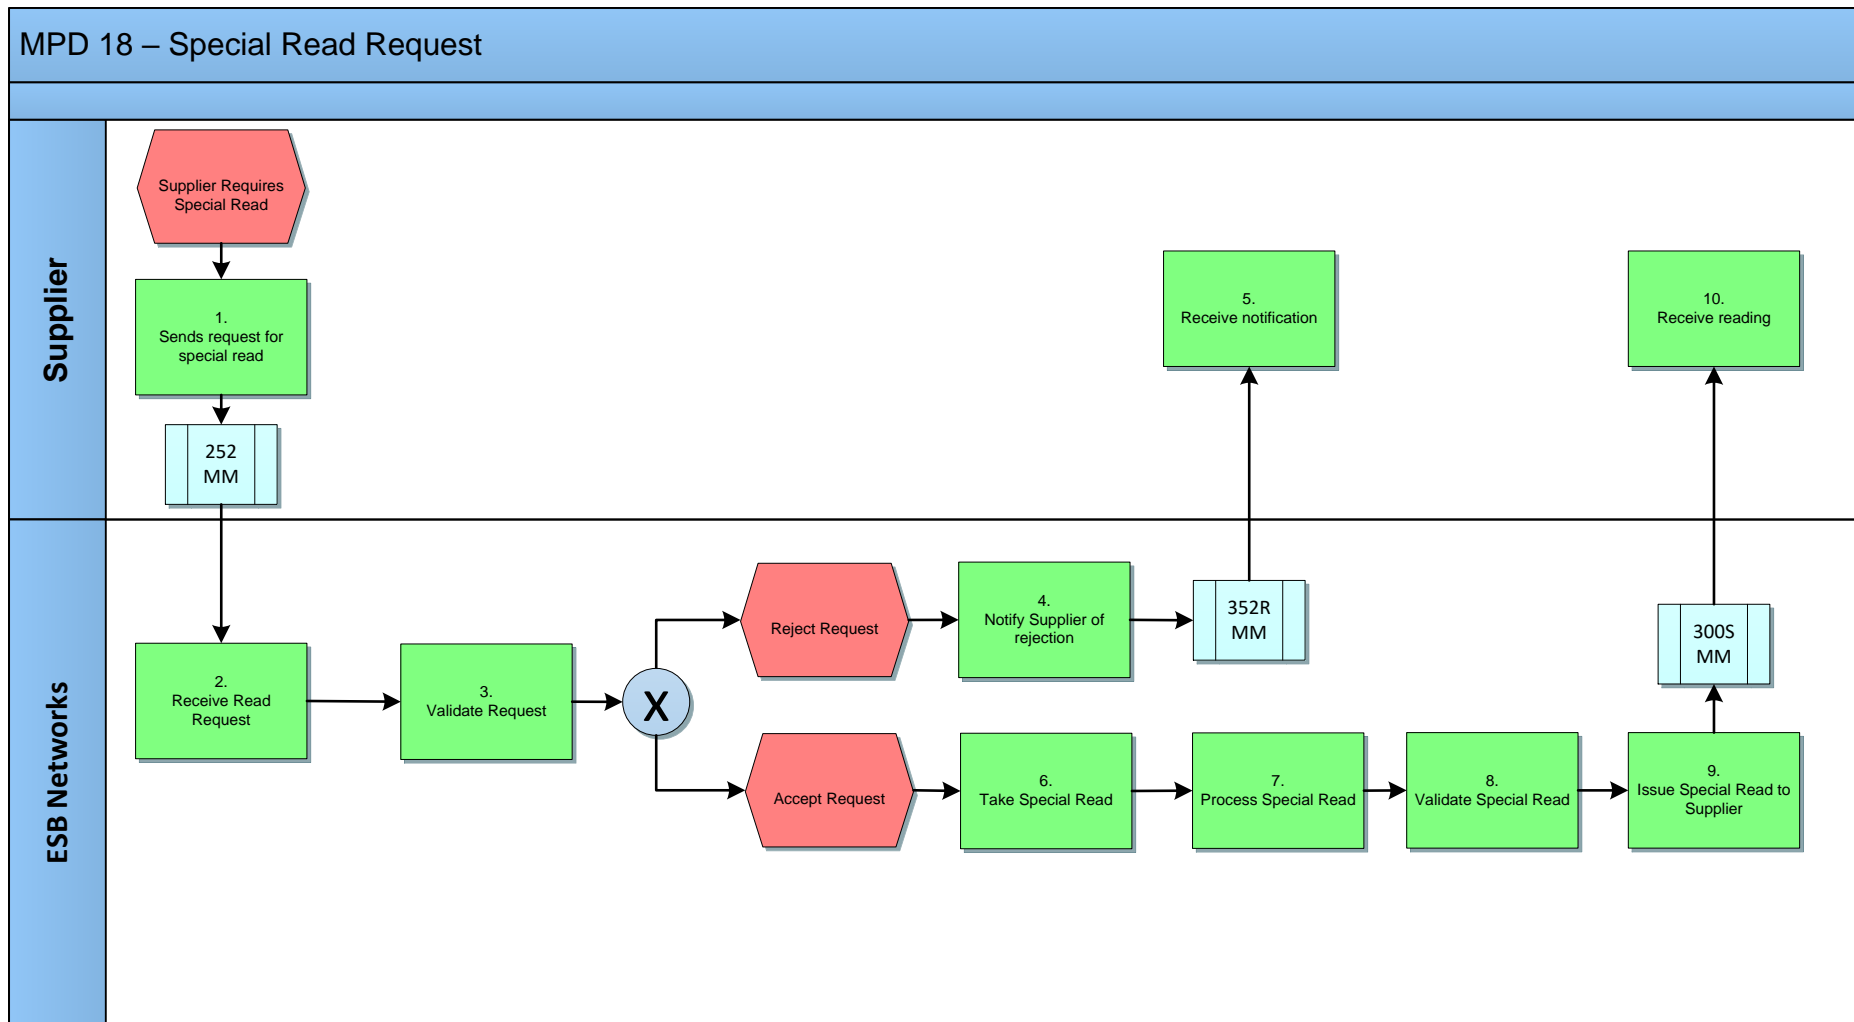 MPD 18 – Special Read Request
Supplier
Supplier Requires
Special Read
1.
Sends request for
special read
252
MM
5.
Receive notification
10.
Receive reading
ESB Networks
2.
Receive Read
Request
3.
Validate Request
X
Reject Request
4.
Notify Supplier of
rejection
352R
MM
300S
MM
Accept Request
6.
Take Special Read
7.
Process Special Read
8.
Validate Special Read
9.
Issue Special Read to
Supplier